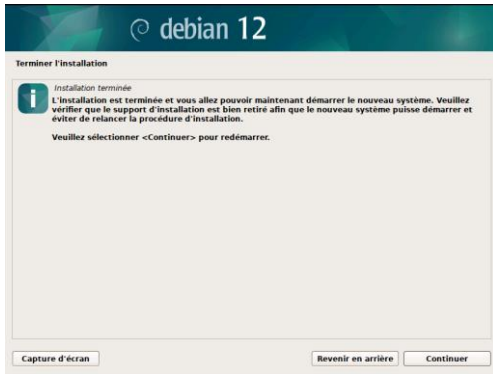 debian 12
Terminer l'installation
Installation terminée
L'installation est terminée et vous allez pouvoir maintenant démarrer le nouveau système. Veuillez
vérifier que le support d'installation est bien retiré afin que le nouveau système puisse démarrer et
éviter de relancer la procédure d'installation.
Veuillez sélectionner <Continuer> pour redémarrer.
Capture d'écran
Revenir en arrière
Continuer